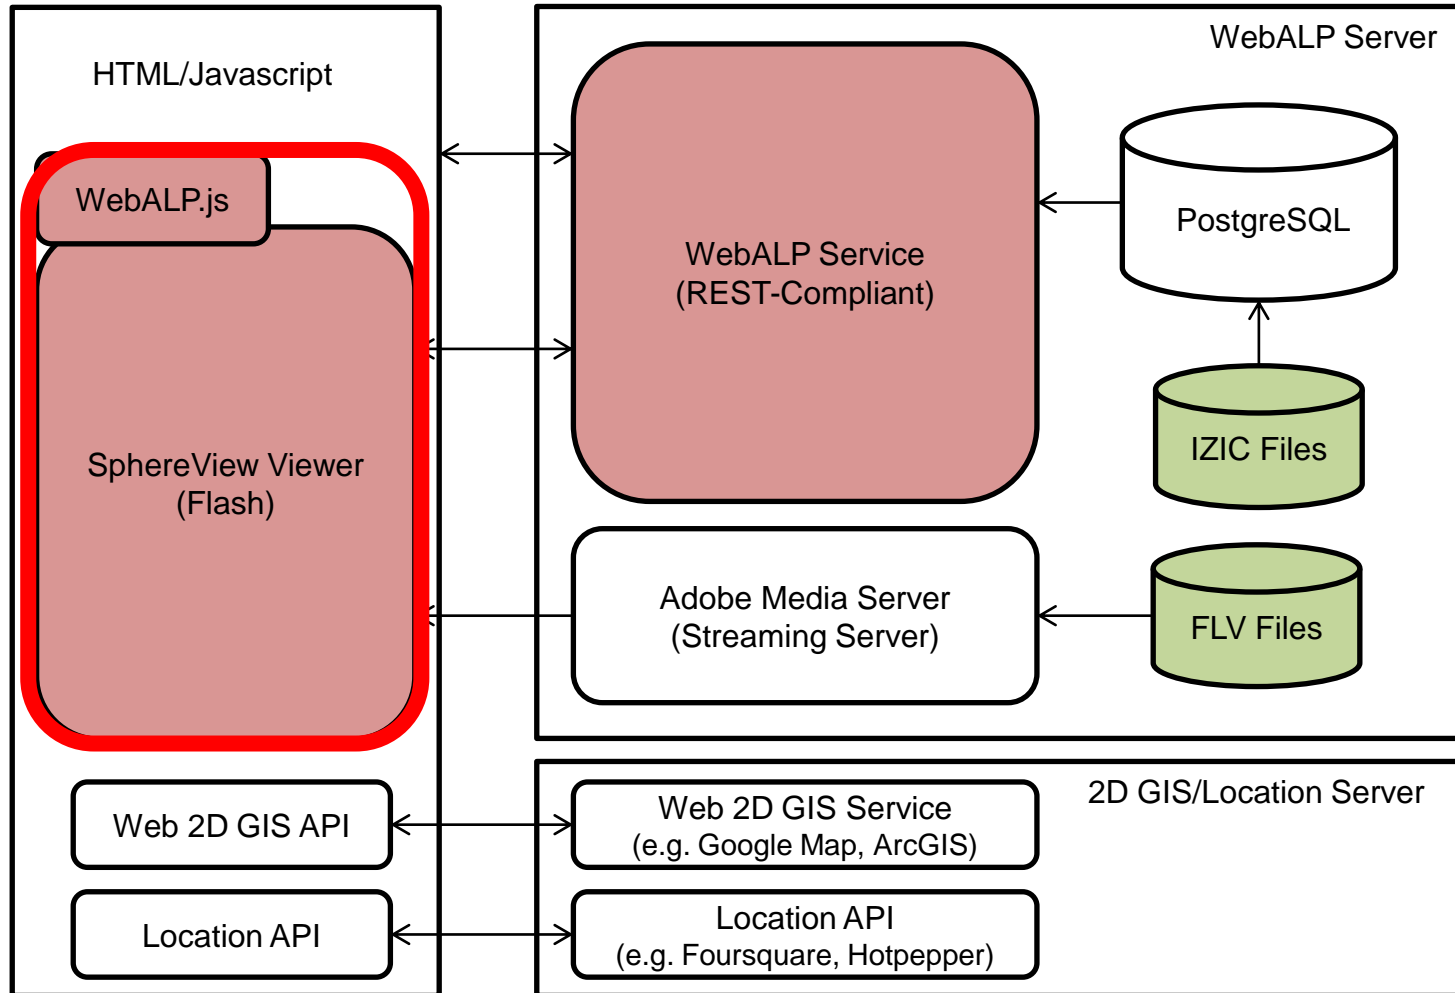 HTML/Javascript
WebALP.js
SphereView Viewer
(Flash)
Web 2D GIS API
Location API
WebALP Server
WebALP Service
(REST-Compliant)
PostgreSQL
IZIC Files
Adobe Media Server
(Streaming Server)
FLV Files
2D GIS/Location Server
Web 2D GIS Service
(e.g. Google Map, ArcGIS)
Location API
(e.g. Foursquare, Hotpepper)